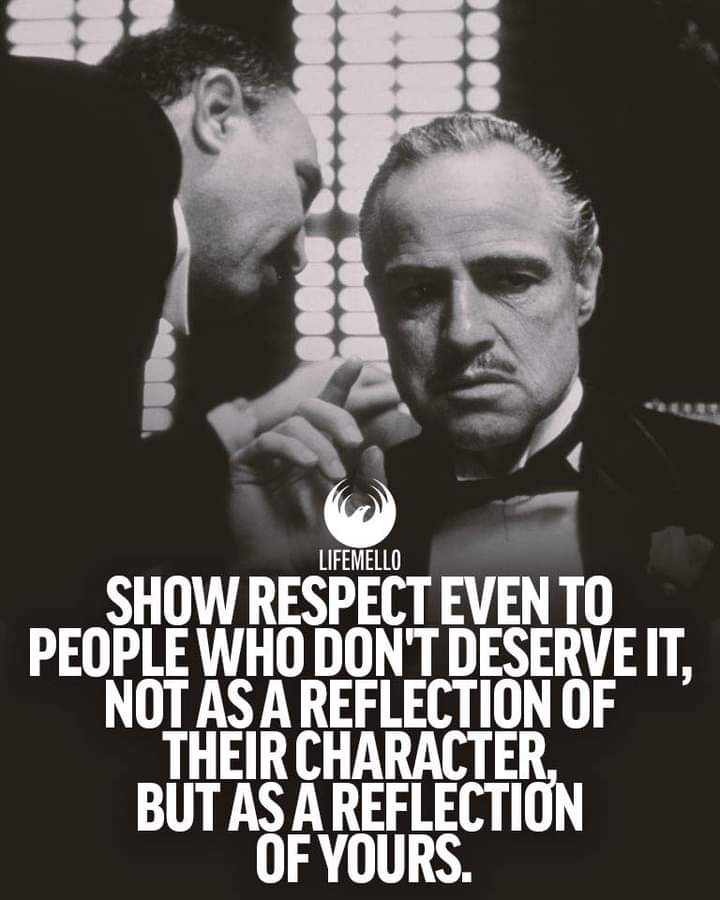 LIFEMELLO
SHOW RESPECT EVEN TO
PEOPLE WHO DON'T DESERVE IT,
NOT AS A REFLECTION OF
THEIR CHARACTER,
BUT AS A REFLECTION
OF YOURS.